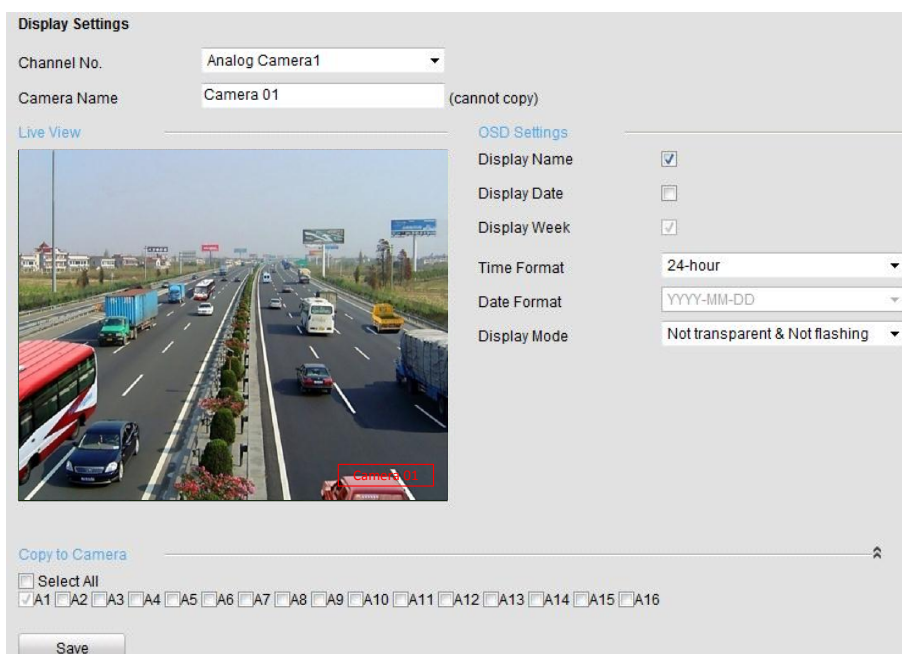 Display Settings
Channel No. Analog Camera1
Camera Name Camera 01 (cannot copy)
Live View
Camera 01
OSD Settings
Display Name
Display Date
Display Week
Time Format 24-hour
Date Format YYYY-MM-DD
Display Mode Not transparent & Not flashing
Copy to Camera
Select All
A1 A2 A3 A4 A5 A6 A7 A8 A9 A10 A11 A12 A13 A14 A15 A16
Save